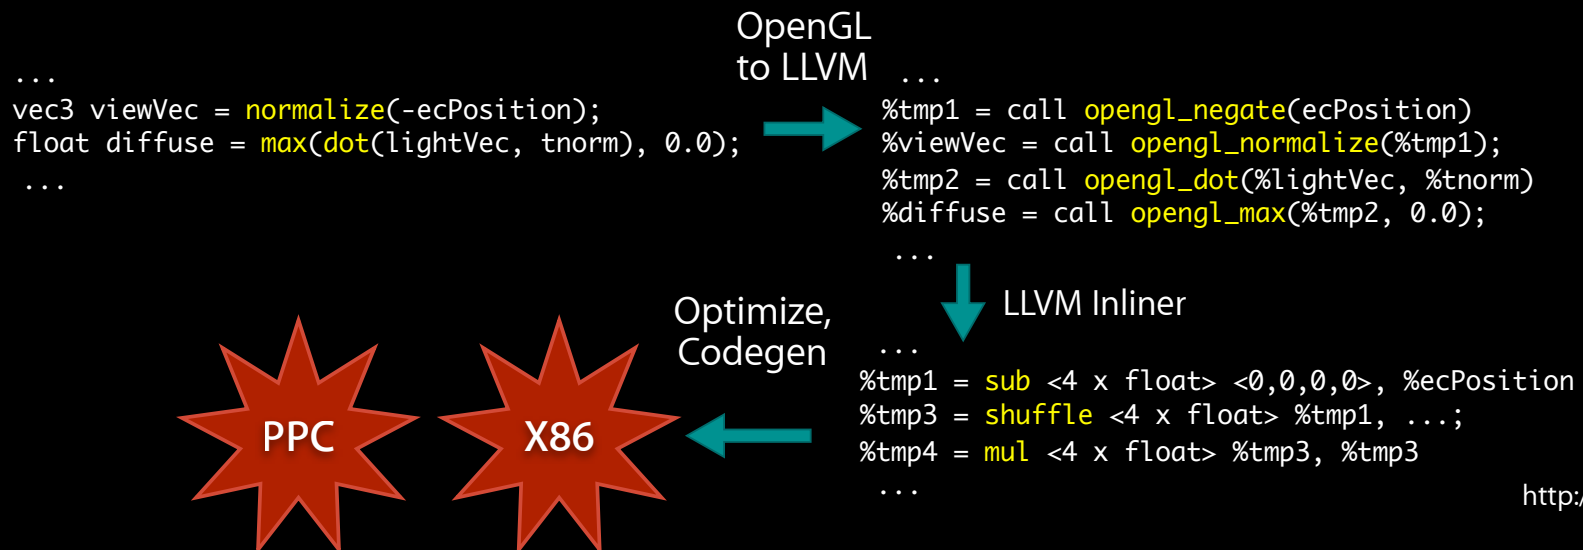 OpenGL
to LLVM
...
vec3 viewVec = normalize(-ecPosition);
float diffuse = max(dot(lightVec, tnorm), 0.0);
...
...
%tmp1 = call opengl_negate(ecPosition)
%viewVec = call opengl_normalize(%tmp1);
%tmp2 = call opengl_dot(%lightVec, %tnorm)
%diffuse = call opengl_max(%tmp2, 0.0);
...
LLVM Inliner
...
%tmp1 = sub <4 x float> <0,0,0,0>, %ecPosition
%tmp3 = shuffle <4 x float> %tmp1, ...;
%tmp4 = mul <4 x float> %tmp3, %tmp3
...
Optimize,
Codegen
PPC
X86
http:/